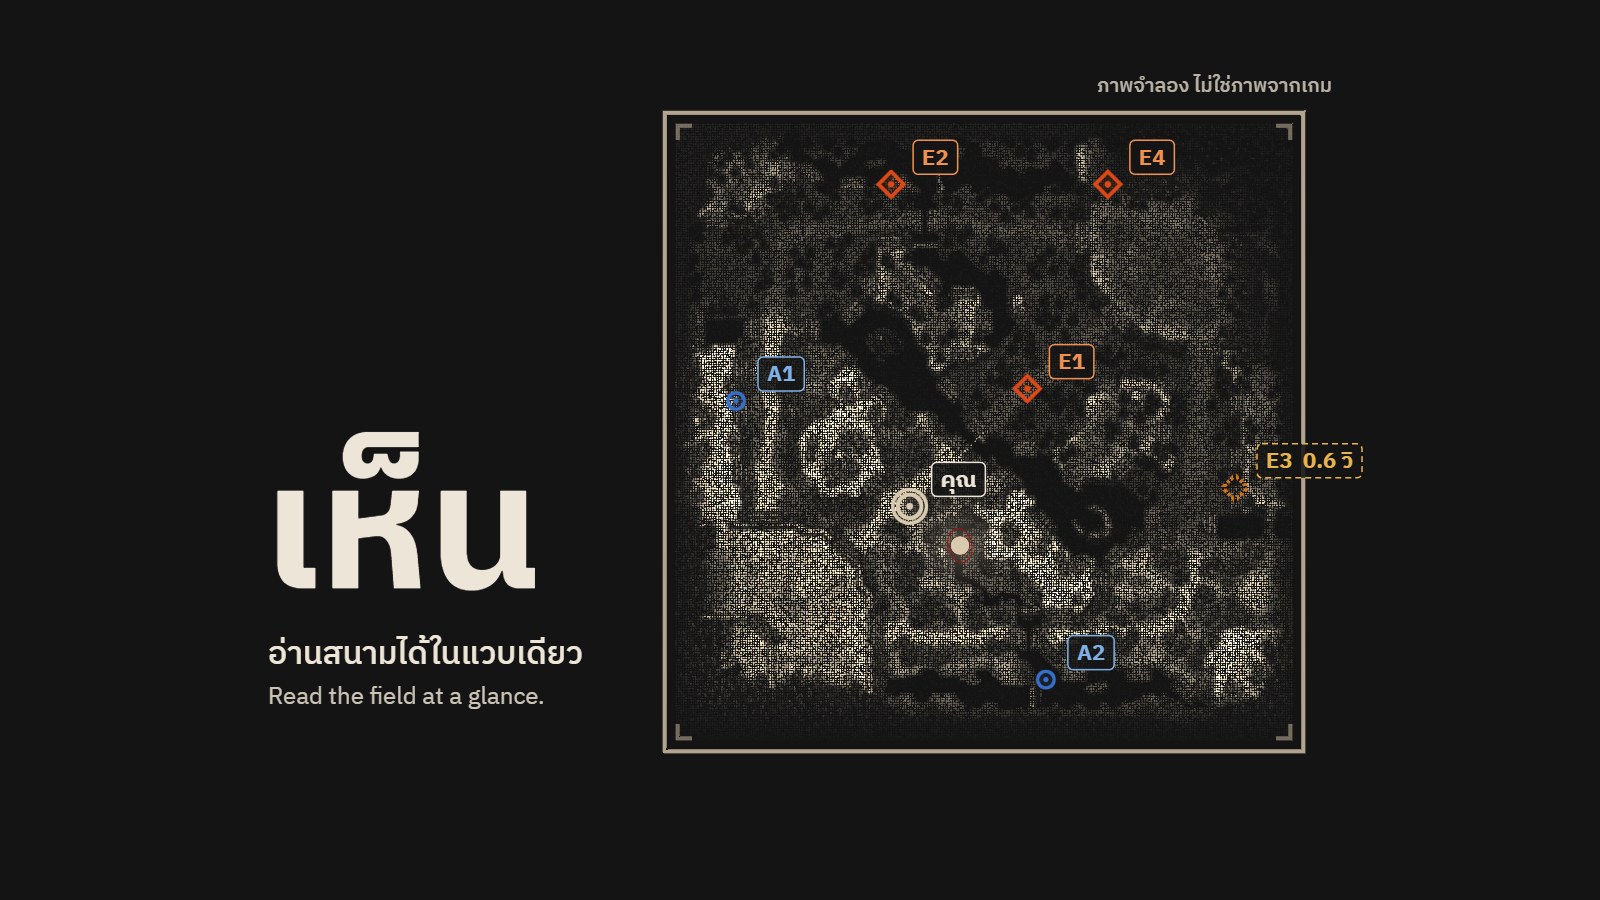 ภาพจำลอง ไม่ใช่ภาพจากเกม
E2
E4
E1
A1
E3 0.6 วิ
คุณ
A2
เห็น
อ่านสนามได้ในแวบเดียว
Read the field at a glance.